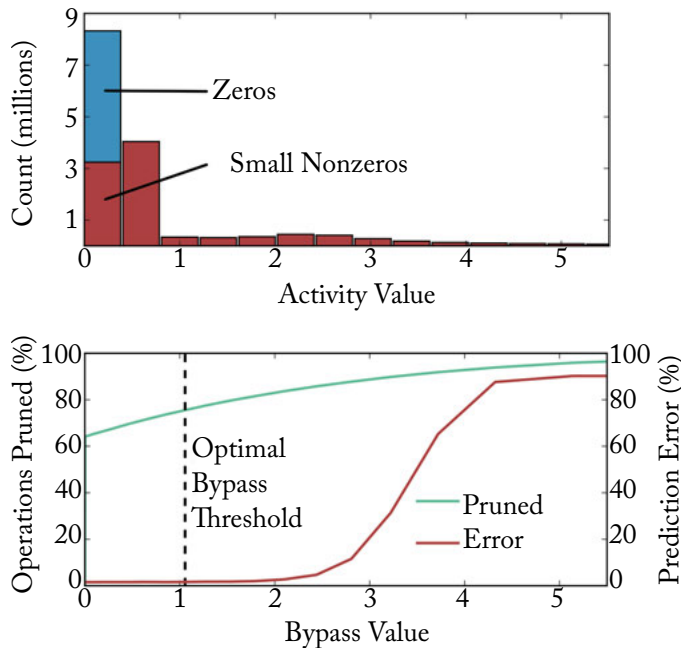 9
7
5
3
1
Count (millions)
Zeros
Small Nonzeros
0 1 2 3 4 5
Activity Value
100
80
60
40
20
0
Operations Pruned (%)
Optimal
Bypass
Threshold
Pruned
Error
100
80
60
40
20
0
Prediction Error (%)
0 1 2 3 4 5
Bypass Value